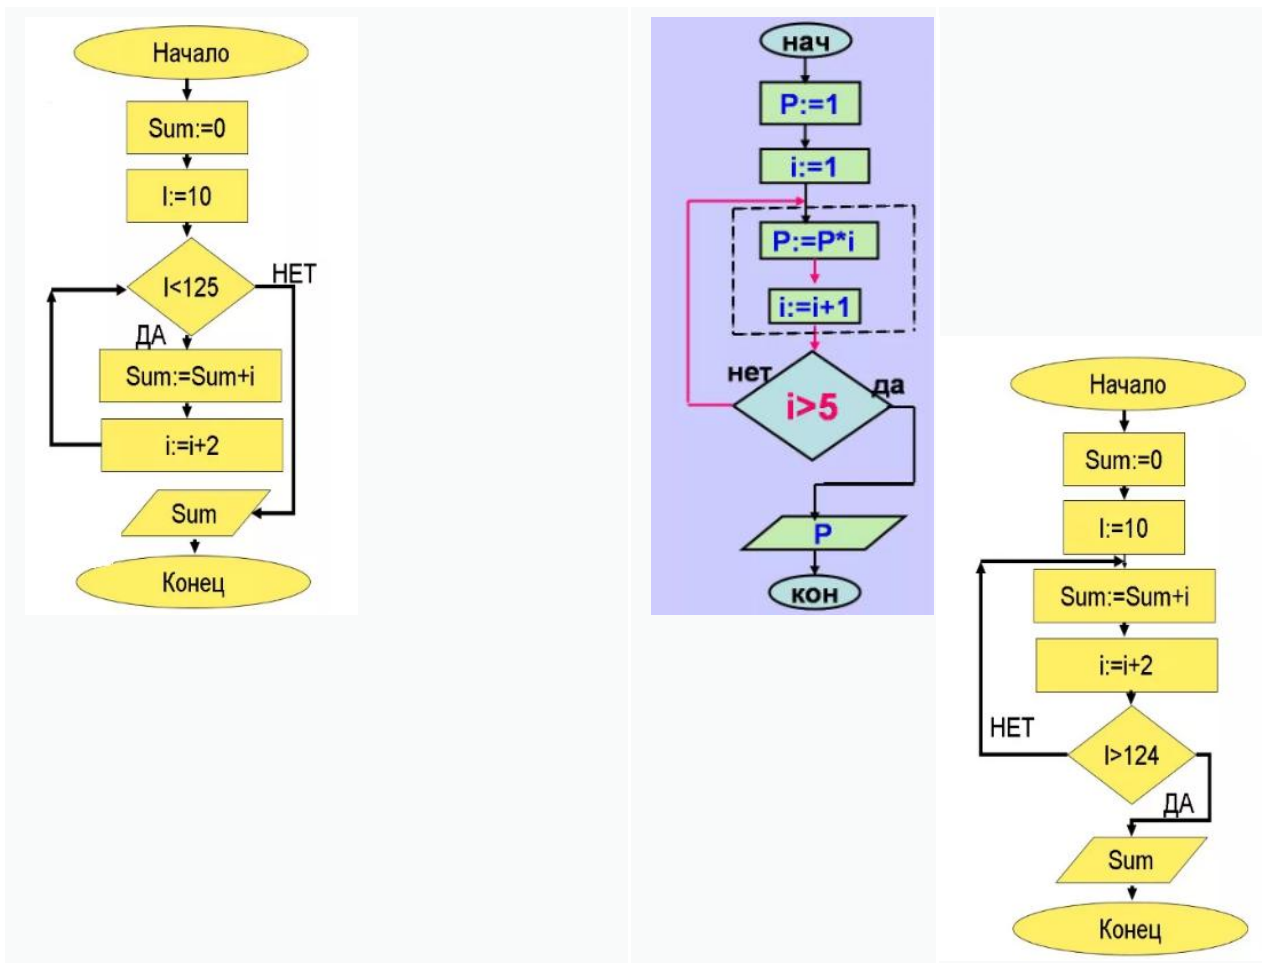 Начало
Sum:=0
I:=10
I<125
НЕТ
ДА
Sum:=Sum+i
i:=i+2
Sum
Конец
нач
P:=1
i:=1
P:=P*i
i:=i+1
нет
да
i>5
P
кон
Начало
Sum:=0
I:=10
Sum:=Sum+i
i:=i+2
НЕТ
I>124
ДА
Sum
Конец